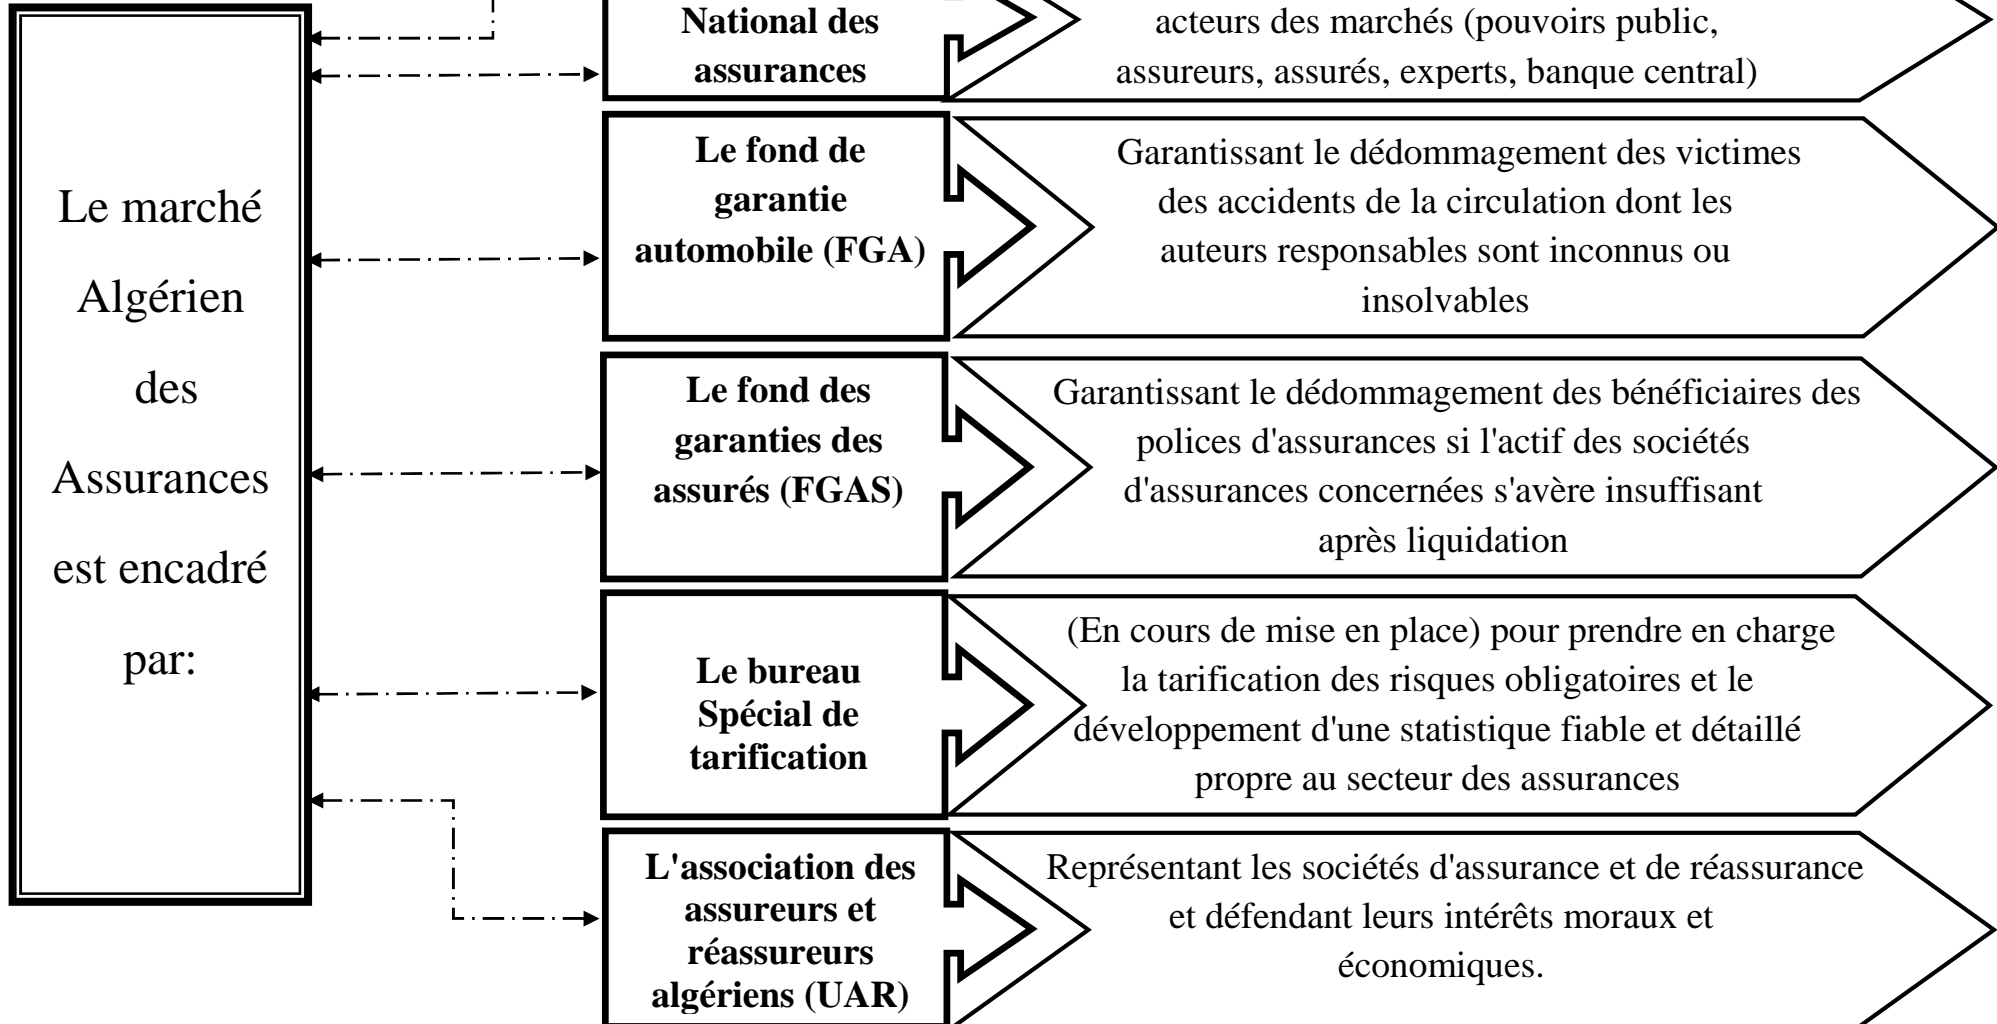 Le marché
Algérien
des
Assurances
est encadré
par:
National des
assurances
acteurs des marchés (pouvoirs public,
assureurs, assurés, experts, banque central)
Le fond de
garantie
automobile (FGA)
Garantissant le dédommagement des victimes
des accidents de la circulation dont les
auteurs responsables sont inconnus ou
insolvables
Le fond des
garanties des
assurés (FGAS)
Garantissant le dédommagement des bénéficiaires des
polices d'assurances si l'actif des sociétés
d'assurances concernées s'avère insuffisant
après liquidation
Le bureau
Spécial de
tarification
(En cours de mise en place) pour prendre en charge
la tarification des risques obligatoires et le
développement d'une statistique fiable et détaillé
propre au secteur des assurances
L'association des
assureurs et
réassureurs
algériens (UAR)
Représentant les sociétés d'assurance et de réassurance
et défendant leurs intérêts moraux et
économiques.